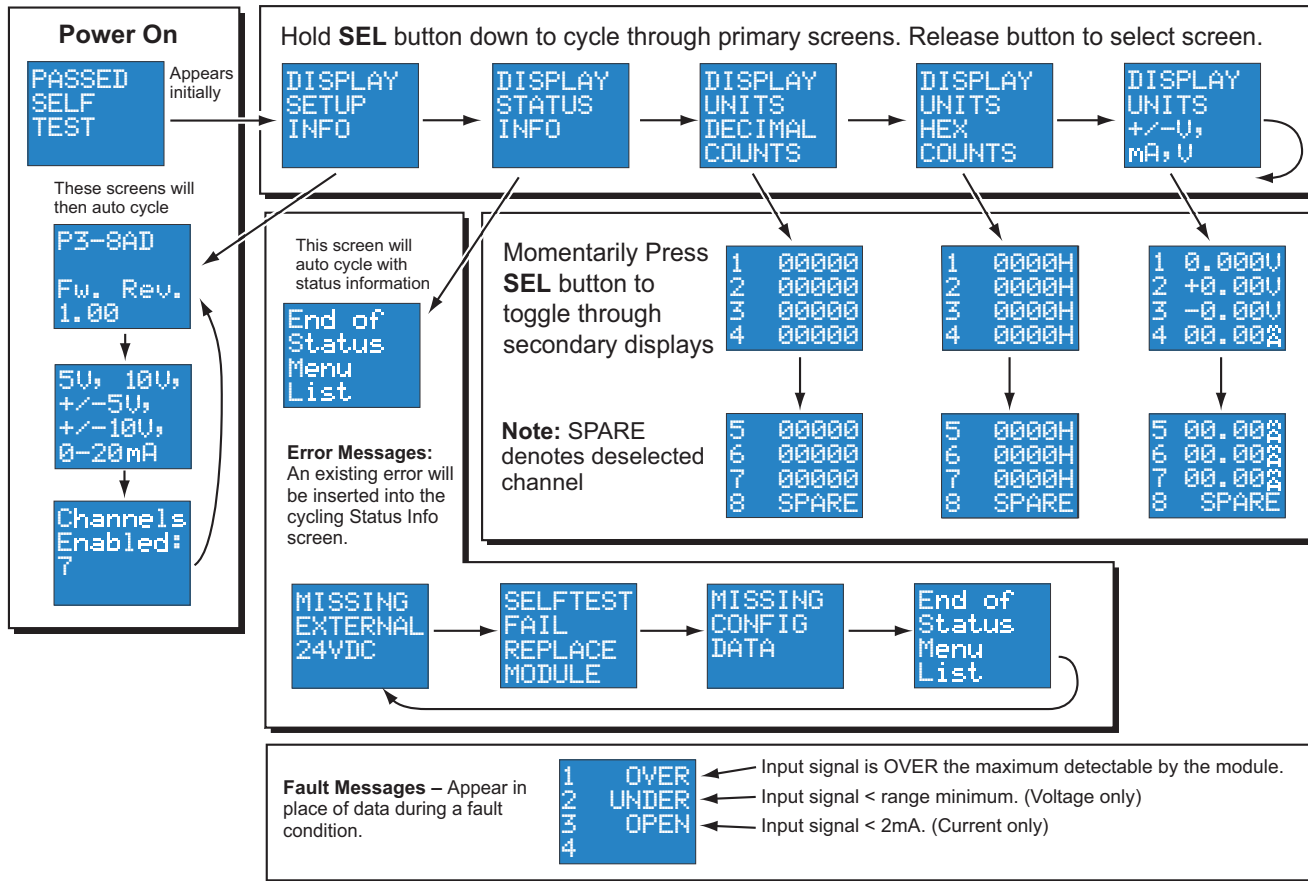 Power On
PASSED
SELF
TEST
Appears
initially
These screens will
then auto cycle
P3-8AD
Fw. Rev.
1.00
5V, 10V,
+/-5V,
+/-10V,
0-20mA
Channels
Enabled:
7
Hold SEL button down to cycle through primary screens. Release button to select screen.
DISPLAY
SETUP
INFO
DISPLAY
STATUS
INFO
DISPLAY
UNITS
DECIMAL
COUNTS
DISPLAY
UNITS
HEX
COUNTS
DISPLAY
UNITS
+/-V,
mA,V
This screen will
auto cycle with
status information
End of
Status
Menu
List
Error Messages:
An existing error will
be inserted into the
cycling Status Info
screen.
MISSING
EXTERNAL
24VDC
SELFTEST
FAIL
REPLACE
MODULE
MISSING
CONFIG
DATA
End of
Status
Menu
List
Momentarily Press
SEL button to
toggle through
secondary displays
Note: SPARE
denotes deselected
channel
1 00000
2 00000
3 00000
4 00000
5 00000
6 00000
7 00000
8 SPARE
1 0000H
2 0000H
3 0000H
4 0000H
5 0000H
6 0000H
7 0000H
8 SPARE
1 0.000V
2 +0.00V
3 -0.00V
4 00.00mA
5 00.00mA
6 00.00mA
7 00.00mA
8 SPARE
Fault Messages – Appear in
place of data during a fault
condition.
1 OVER
2 UNDER
3 OPEN
4
Input signal is OVER the maximum detectable by the module.
Input signal < range minimum. (Voltage only)
Input signal < 2mA. (Current only)